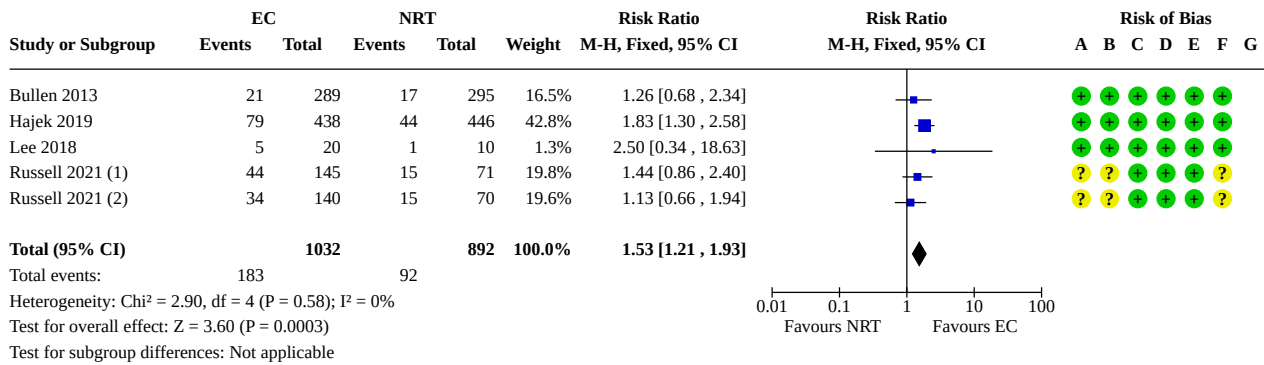 EC NRT Risk Ratio Risk Ratio Risk of Bias
Study or Subgroup Events Total Events Total Weight M-H, Fixed, 95% CI M-H, Fixed, 95% CI A B C D E F G
Bullen 2013 21 289 17 295 16.5% 1.26 [0.68 , 2.34] + + + + + +
Hajek 2019 79 438 44 446 42.8% 1.83 [1.30 , 2.58] + + + + + +
Lee 2018 5 20 1 10 1.3% 2.50 [0.34 , 18.63] + + + + + +
Russell 2021 (1) 44 145 15 71 19.8% 1.44 [0.86 , 2.40] ? ? + + + ?
Russell 2021 (2) 34 140 15 70 19.6% 1.13 [0.66 , 1.94] ? ? + + + ?
Total (95% CI) 1032 892 100.0% 1.53 [1.21 , 1.93]
Total events: 183 92
Heterogeneity: Chi² = 2.90, df = 4 (P = 0.58); I² = 0%
0.01 0.1 1 10 100
Test for overall effect: Z = 3.60 (P = 0.0003) Favours NRT Favours EC
Test for subgroup differences: Not applicable